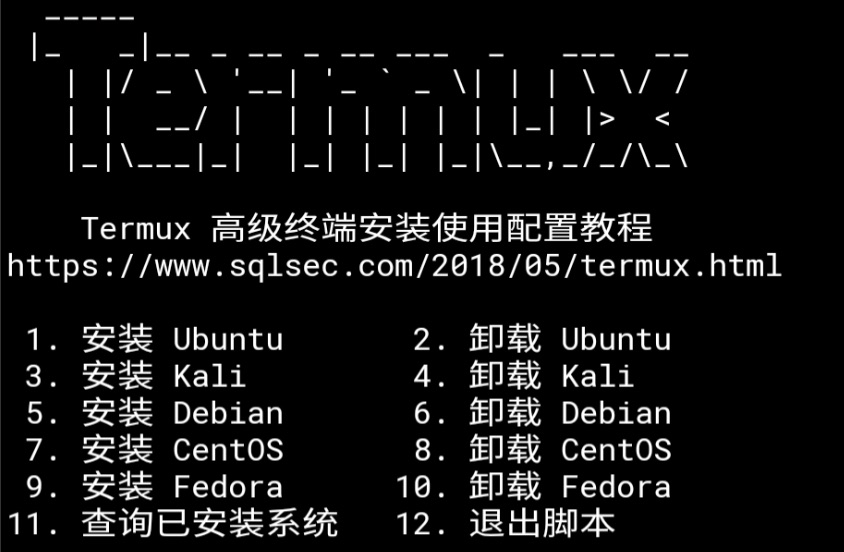 _____
 |_   _|__ _ __ _ __ ___  _   ___  __
   | |/ _ \ '__| '_ ` _ \| | | \ \/ /
   | |  __/ |  | | | | | | |_| |>  <
   |_|\___|_|  |_| |_| |_|\__,_/_/\_\
Termux 高级终端安装使用配置教程
https://www.sqlsec.com/2018/05/termux.html
1. 安装 Ubuntu 2. 卸载 Ubuntu
3. 安装 Kali 4. 卸载 Kali
5. 安装 Debian 6. 卸载 Debian
7. 安装 CentOS 8. 卸载 CentOS
9. 安装 Fedora 10. 卸载 Fedora
11. 查询已安装系统 12. 退出脚本